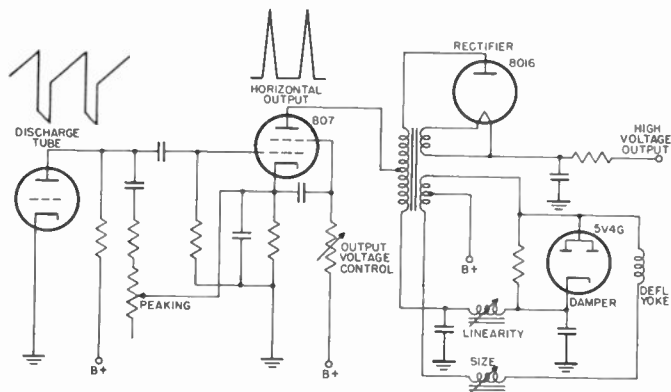 RECTIFIER
8016
HORIZONTAL
OUTPUT
807
DISCHARGE
TUBE
HIGH
VOLTAGE
OUTPUT
5V4G
OUTPUT
VOLTAGE
CONTROL
B+
DAMPER
DEFL
YOKE
PEAKING
LINEARITY
SIZE
B+
B+